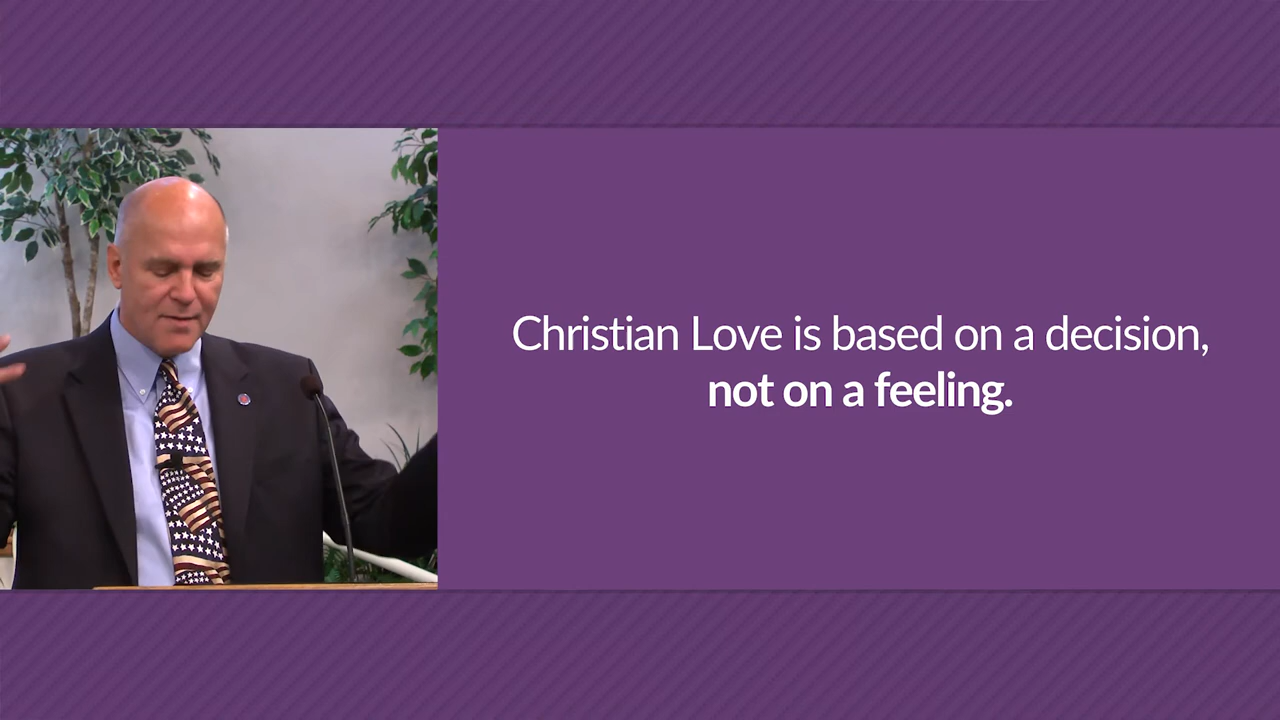 Christian Love is based on a decision,
not on a feeling.